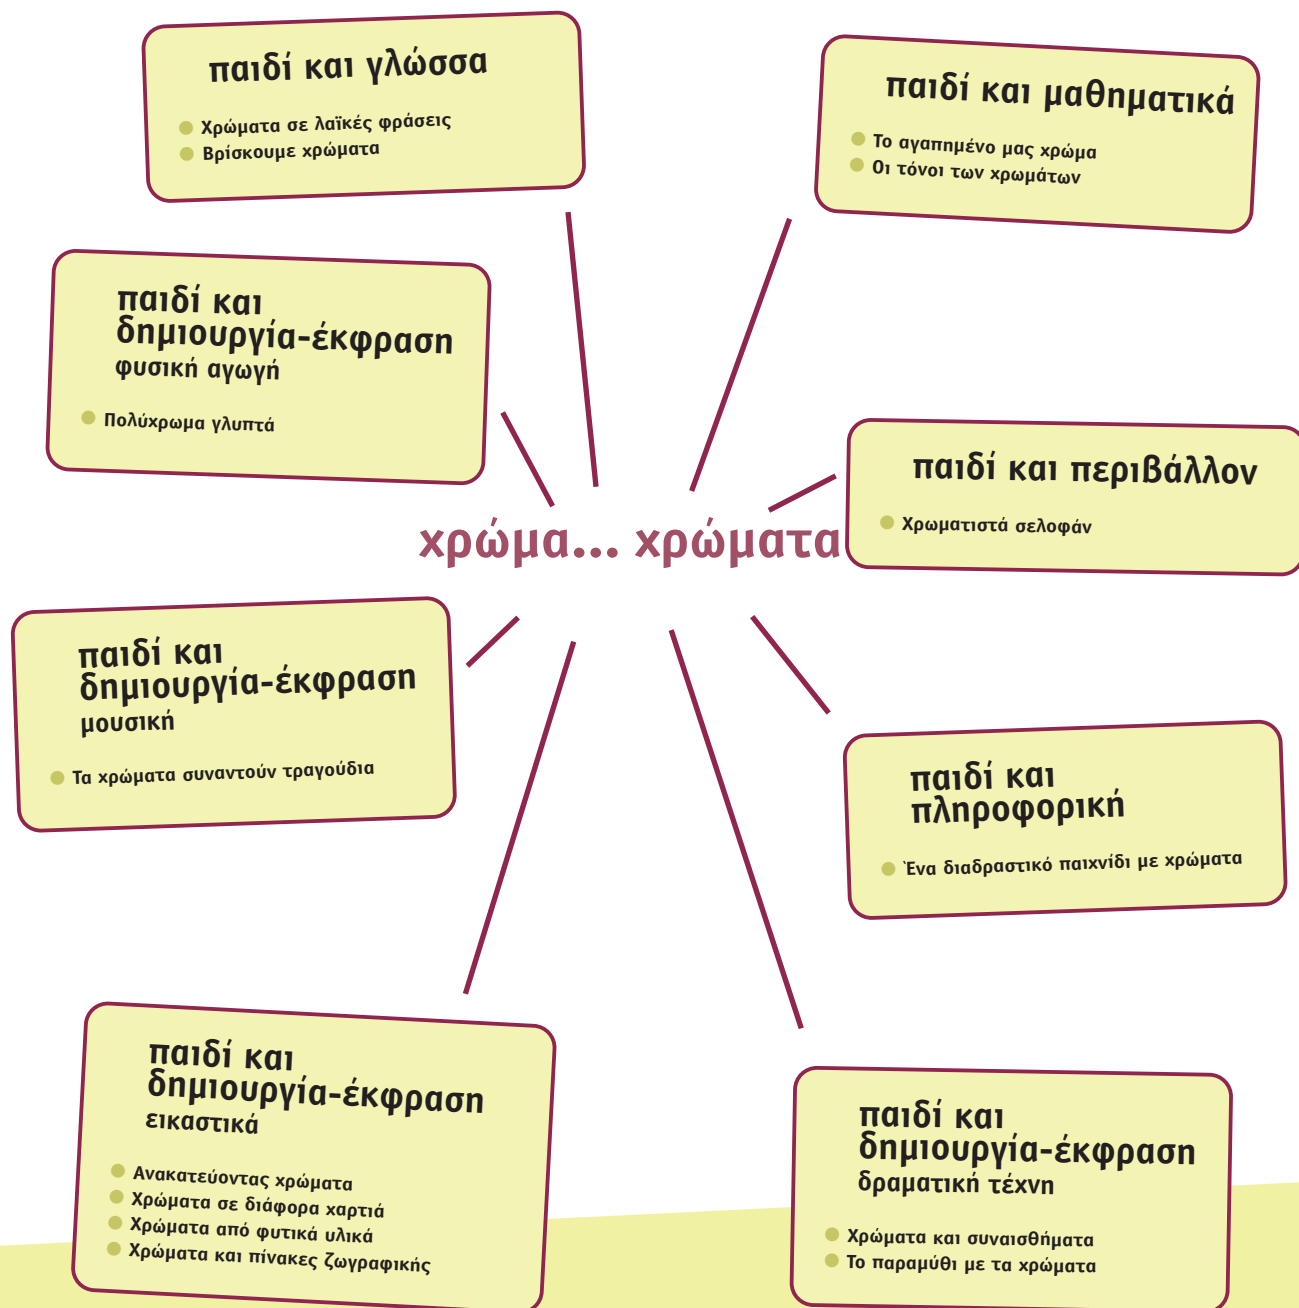 παιδί και γλώσσα
Χρώματα σε λαϊκές φράσεις
Βρίσκουμε χρώματα
παιδί και μαθηματικά
Το αγαπημένο μας χρώμα
Οι τόνοι των χρωμάτων
παιδί και
δημιουργία-έκφραση
φυσική αγωγή
Πολύχρωμα γλυπτά
παιδί και περιβάλλον
Χρωματιστά σελοφάν
χρώμα... χρώματα
παιδί και
δημιουργία-έκφραση
μουσική
Τα χρώματα συναντούν τραγούδια
παιδί και
πληροφορική
Ένα διαδραστικό παιχνίδι με χρώματα
παιδί και
δημιουργία-έκφραση
εικαστικά
Ανακατεύοντας χρώματα
Χρώματα σε διάφορα χαρτιά
Χρώματα από φυτικά υλικά
Χρώματα και πίνακες ζωγραφικής
παιδί και
δημιουργία-έκφραση
δραματική τέχνη
Χρώματα και συναισθήματα
Το παραμύθι με τα χρώματα